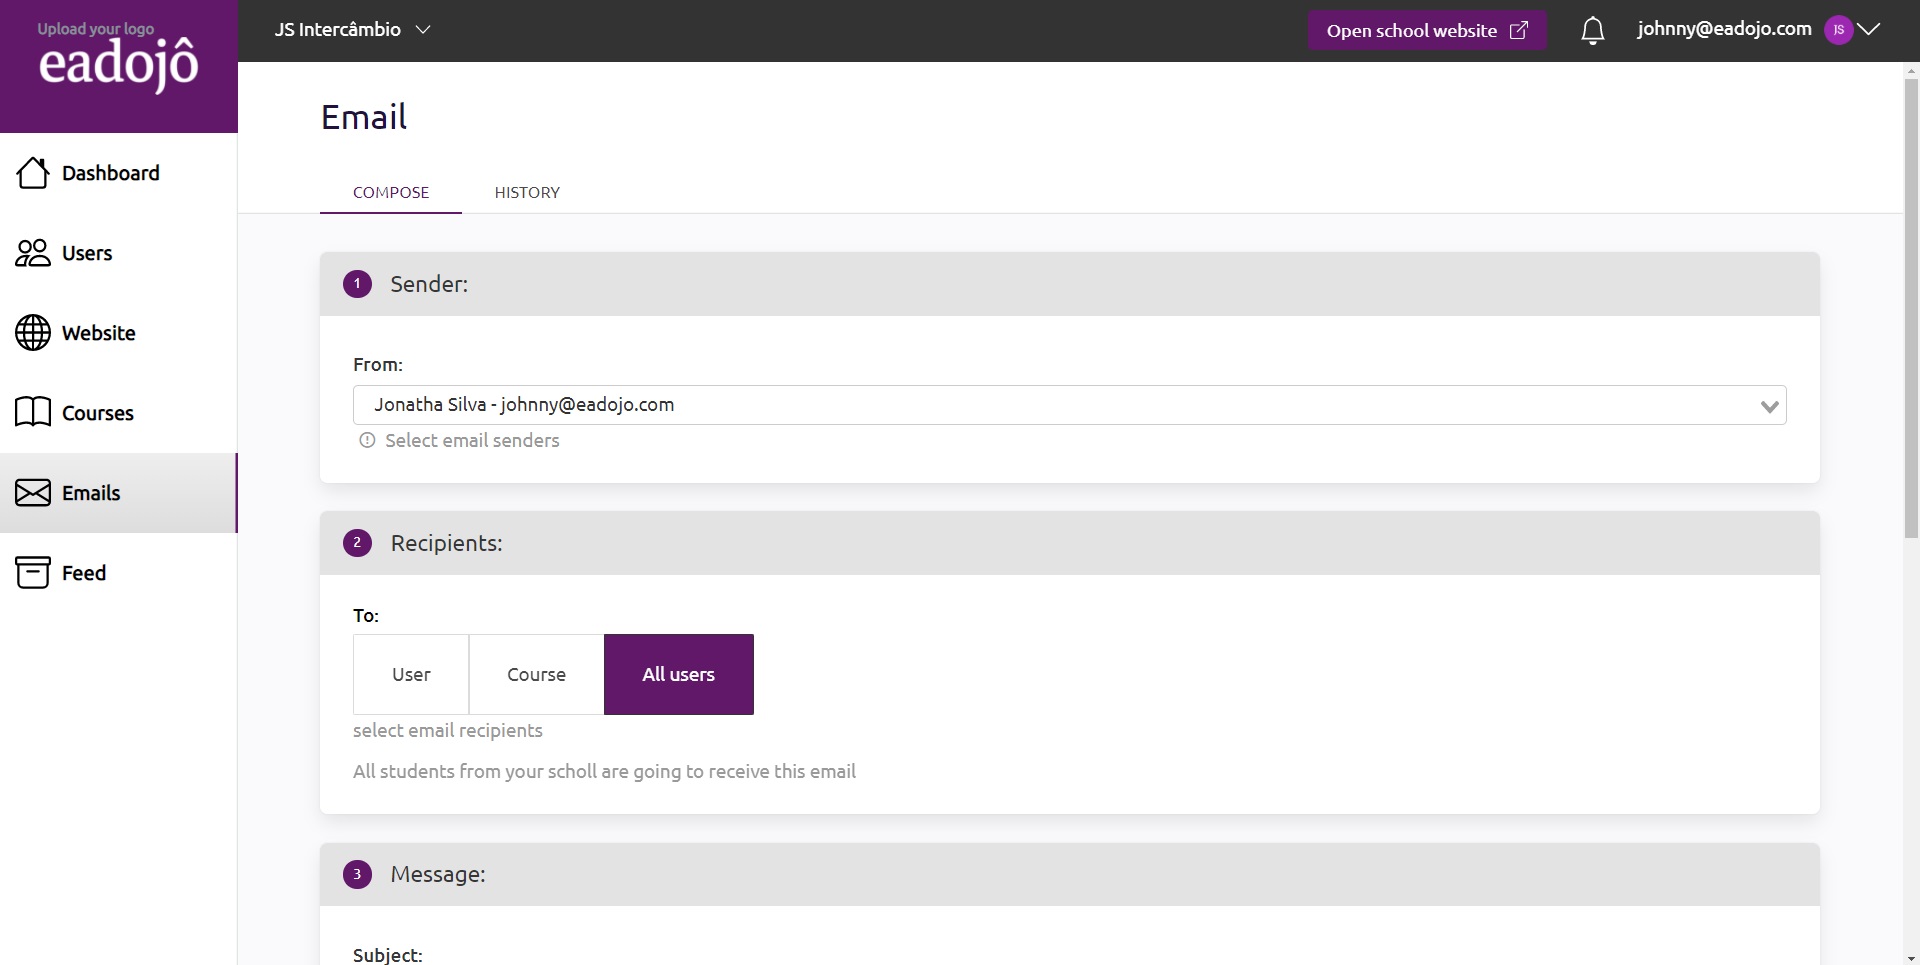 Upload your logo
eadojô
JS Intercâmbio
Open school website
johnny@eadojo.com
JS
Dashboard
Users
Website
Courses
Emails
Feed
Email
COMPOSE
HISTORY
1
Sender:
From:
Jonatha Silva - johnny@eadojo.com
Select email senders
2
Recipients:
To:
User
Course
All users
select email recipients
All students from your scholl are going to receive this email
3
Message:
Subject: